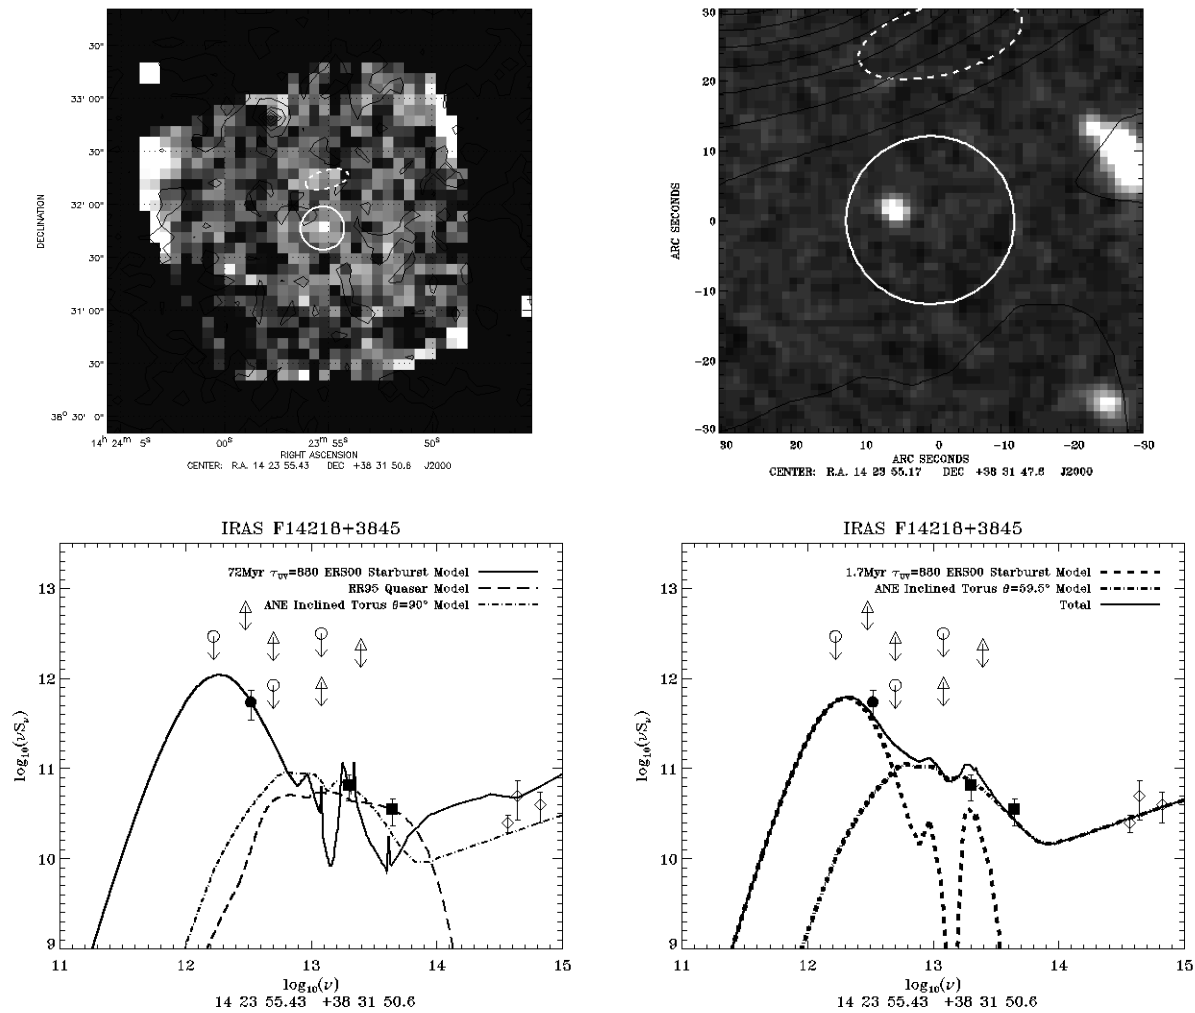 30"
33' 00"
30"
32' 00"
30"
31' 00"
30"
38° 30' 0"
DECLINATION
14ʰ 24ᵐ 5ˢ 00ˢ 23ᵐ 55ˢ 50ˢ
RIGHT ASCENSION
CENTER: R.A. 14 23 55.43 DEC +38 31 50.6 J2000
30
20
10
0
-10
-20
-30
ARC SECONDS
30 20 10 0 -10 -20 -30
ARC SECONDS
CENTER: R.A. 14 23 55.17 DEC +38 31 47.6 J2000
IRAS F14218+3845
72Myr τUV=880 ERS00 Starburst Model
RR95 Quasar Model
ANE Inclined Torus θ=90° Model
13
12
11
10
9
log₁₀(νSν)
11 12 13 14 15
log₁₀(ν)
14 23 55.43 +38 31 50.6
IRAS F14218+3845
1.7Myr τUV=880 ERS00 Starburst Model
ANE Inclined Torus θ=59.5° Model
Total
13
12
11
10
9
log₁₀(νSν)
11 12 13 14 15
log₁₀(ν)
14 23 55.43 +38 31 50.6